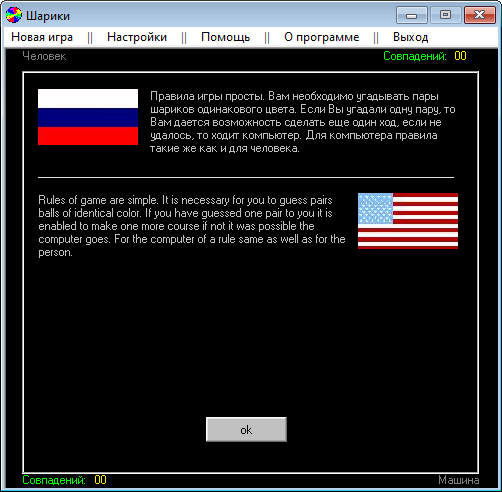 Шарики
Новая игра || Настройки || Помощь || О программе || Выход
Человек Совпадений: 00
Правила игры просты. Вам необходимо угадывать пары
шариков одинакового цвета. Если Вы угадали одну пару, то
Вам дается возможность сделать еще один ход, если не
удалось, то ходит компьютер. Для компьютера правила
такие же как и для человека.
Rules of game are simple. It is necessary for you to guess pairs
balls of identical color. If you have guessed one pair to you it is
enabled to make one more course if not it was possible the
computer goes. For the computer of a rule same as well as for the
person.
ok
Совпадений: 00 Машина